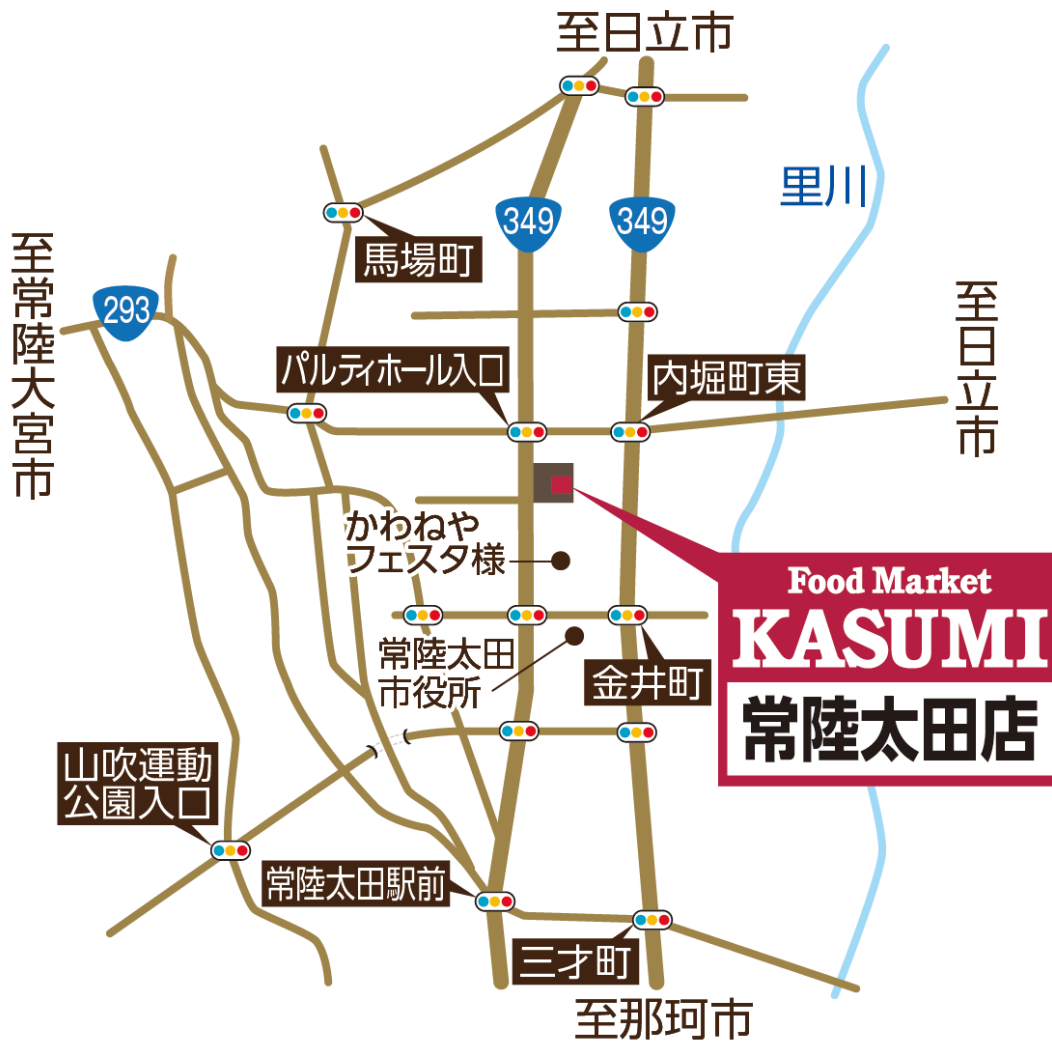 至日立市
里川
349
349
馬場町
至常陸大宮市
293
至日立市
パルティホール入口
内堀町東
かわねや
フェスタ様
Food Market
KASUMI
常陸太田店
常陸太田
市役所
金井町
山吹運動
公園入口
常陸太田駅前
三才町
至那珂市